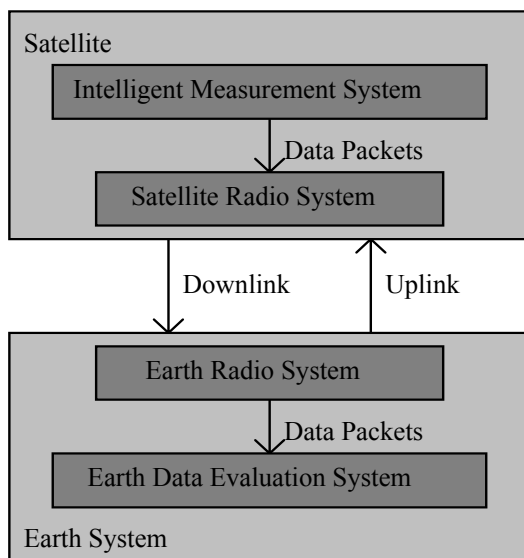 Satellite
Intelligent Measurement System
Data Packets
Satellite Radio System
Downlink
Uplink
Earth Radio System
Data Packets
Earth Data Evaluation System
Earth System